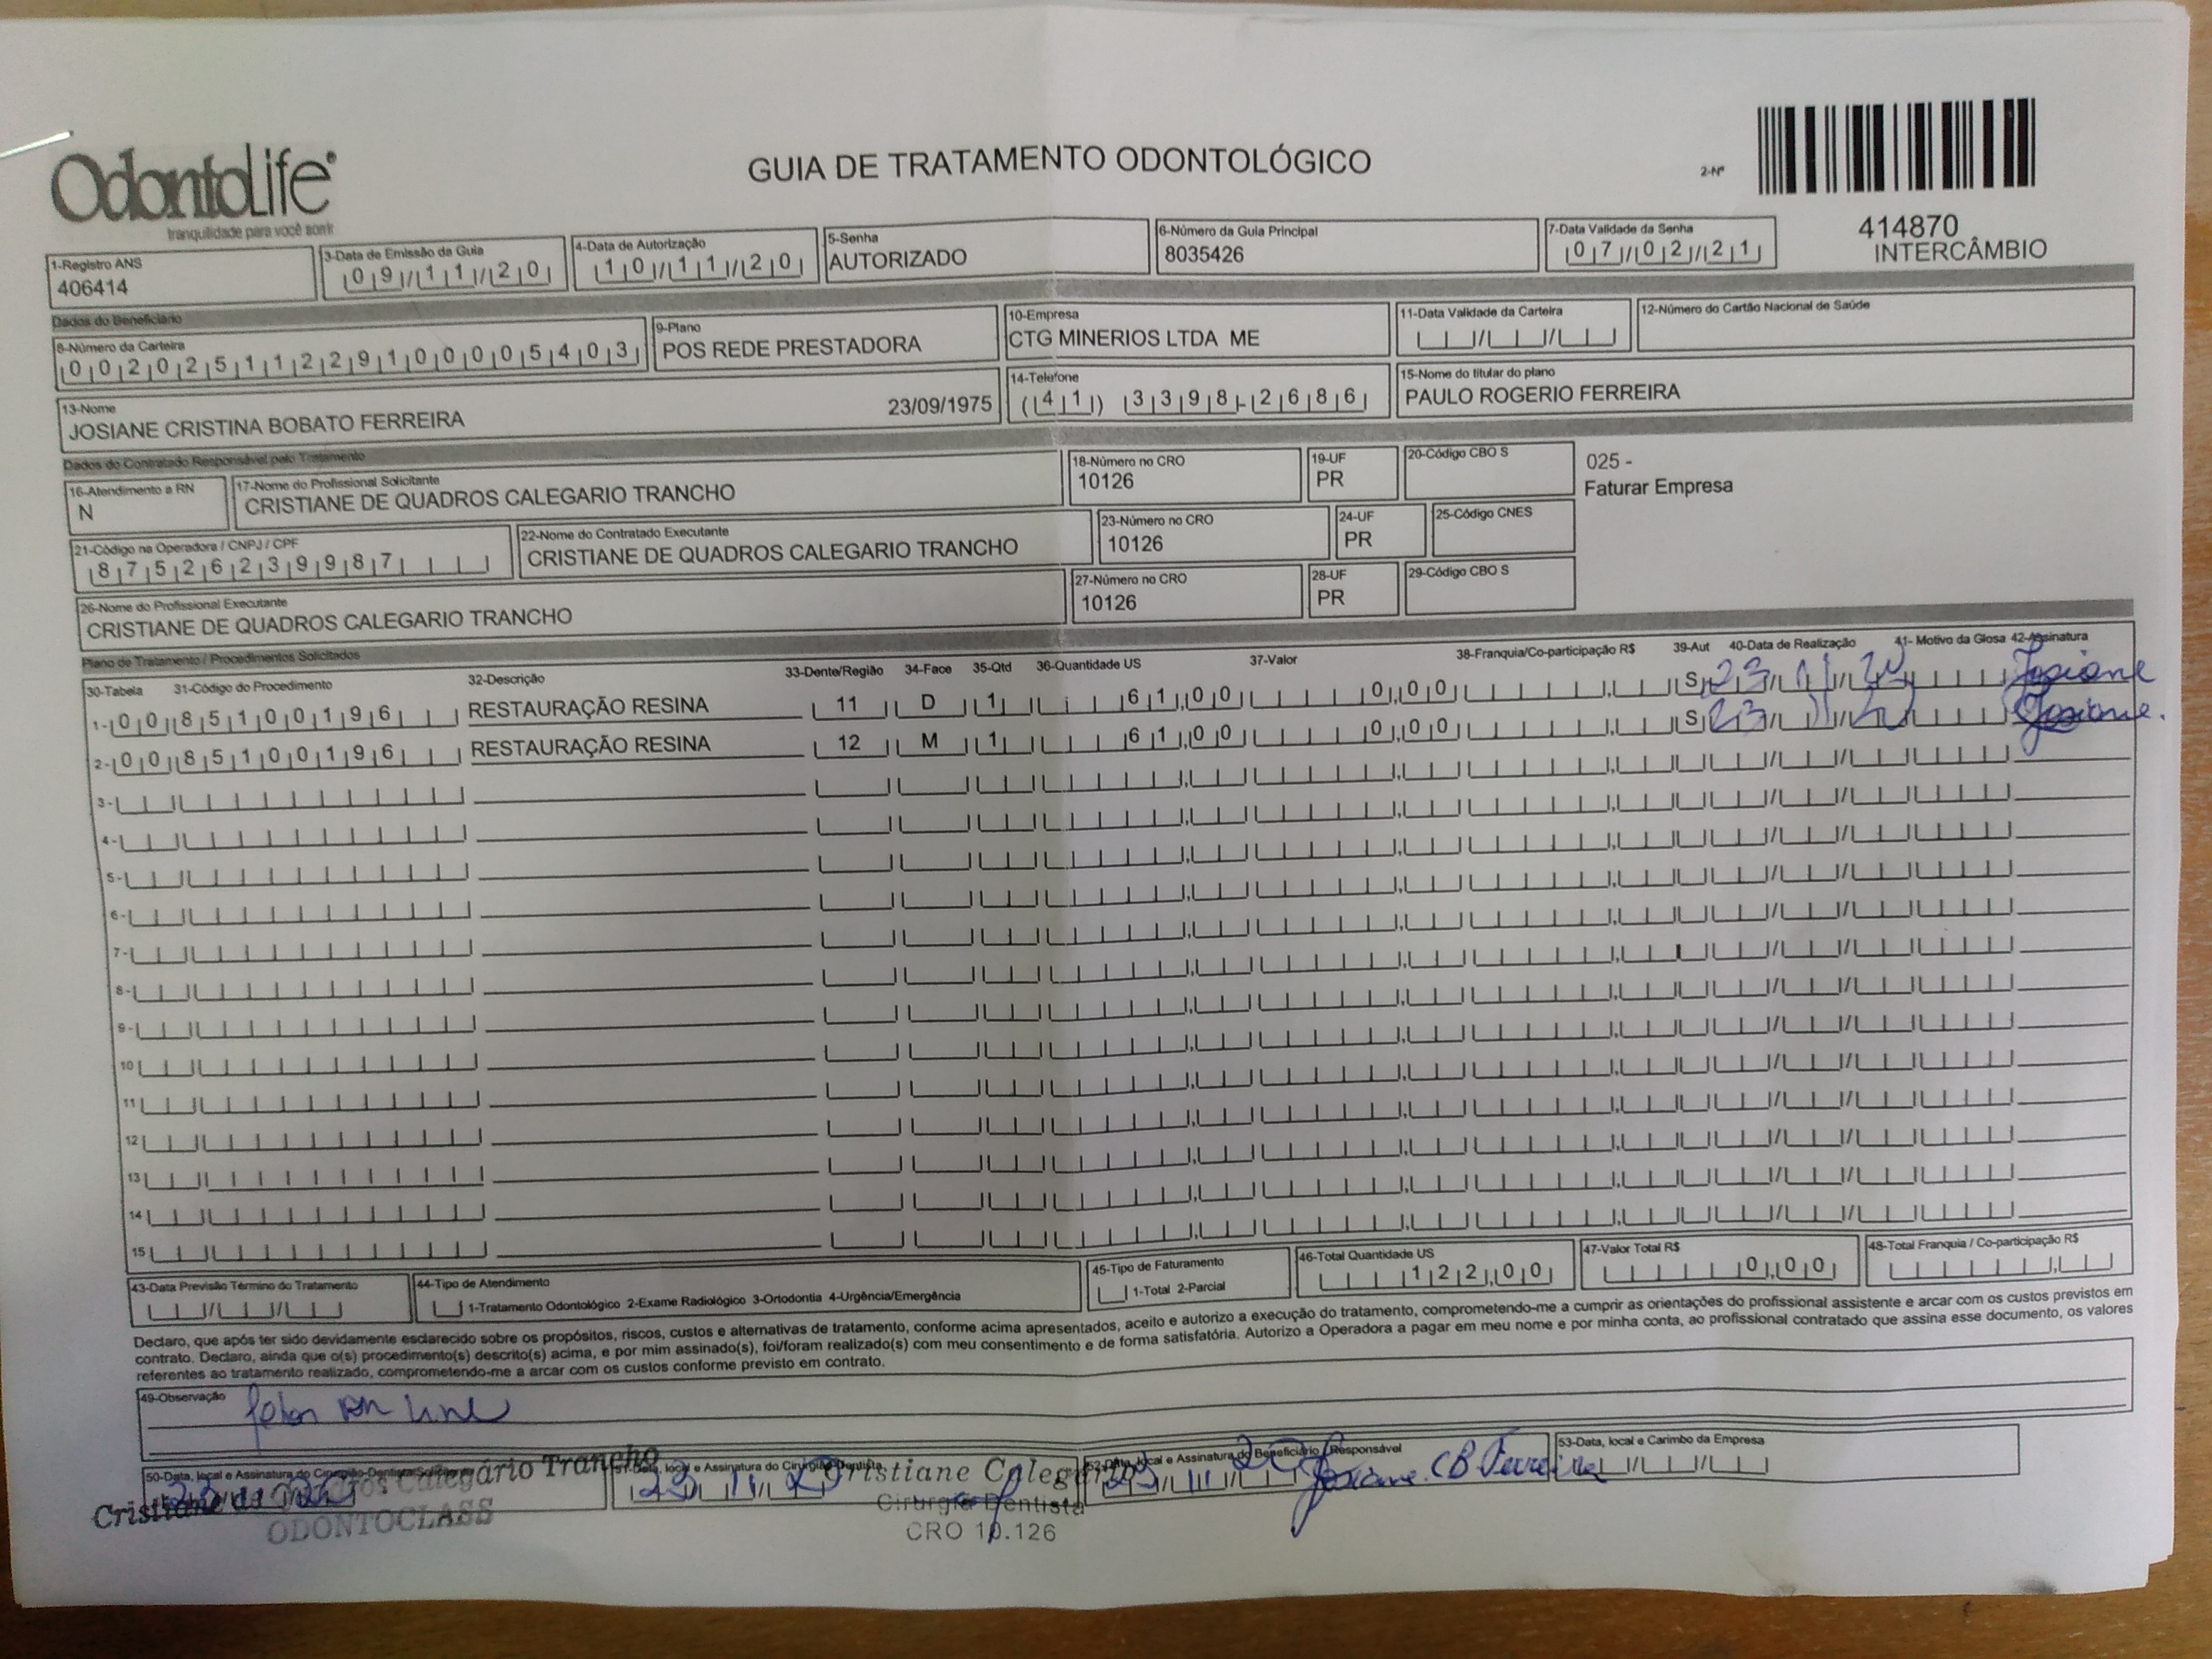 OdontoLife®
tranquilidade para você sorrir
GUIA DE TRATAMENTO ODONTOLÓGICO
2-Nº
414870
INTERCÂMBIO
1-Registro ANS
406414
3-Data de Emissão da Guia
09/11/20
4-Data de Autorização
10/11/20
5-Senha
AUTORIZADO
6-Número da Guia Principal
8035426
7-Data Validade da Senha
07/02/21
Dados do Beneficiário
8-Número da Carteira
00202511229100005403
9-Plano
POS REDE PRESTADORA
10-Empresa
CTG MINERIOS LTDA ME
11-Data Validade da Carteira
12-Número do Cartão Nacional de Saúde
13-Nome
JOSIANE CRISTINA BOBATO FERREIRA 23/09/1975
14-Telefone
(41) 3398-2686
15-Nome do titular do plano
PAULO ROGERIO FERREIRA
Dados do Contratado Responsável pelo Tratamento
16-Atendimento a RN
N
17-Nome do Profissional Solicitante
CRISTIANE DE QUADROS CALEGARIO TRANCHO
18-Número no CRO
10126
19-UF
PR
20-Código CBO S
025 -
Faturar Empresa
21-Código na Operadora / CNPJ / CPF
87526239987
22-Nome do Contratado Executante
CRISTIANE DE QUADROS CALEGARIO TRANCHO
23-Número no CRO
10126
24-UF
PR
25-Código CNES
26-Nome do Profissional Executante
CRISTIANE DE QUADROS CALEGARIO TRANCHO
27-Número no CRO
10126
28-UF
PR
29-Código CBO S
Plano de Tratamento / Procedimentos Solicitados
30-Tabela 31-Código do Procedimento 32-Descrição 33-Dente/Região 34-Face 35-Qtd 36-Quantidade US 37-Valor 38-Franquia/Co-participação R$ 39-Aut 40-Data de Realização 41- Motivo da Glosa 42-Assinatura
1- 00 85100196 RESTAURAÇÃO RESINA 11 D 1 61,00 0,00 S 23/11/20 Josiane
2- 00 85100196 RESTAURAÇÃO RESINA 12 M 1 61,00 0,00 S 23/11/20 Josiane.
3-
4-
5-
6-
7-
8-
9-
10
11
12
13
14
15
43-Data Previsão Término do Tratamento
44-Tipo de Atendimento
1-Tratamento Odontológico 2-Exame Radiológico 3-Ortodontia 4-Urgência/Emergência
45-Tipo de Faturamento
1-Total 2-Parcial
46-Total Quantidade US
122,00
47-Valor Total R$
0,00
48-Total Franquia / Co-participação R$
Declaro, que após ter sido devidamente esclarecido sobre os propósitos, riscos, custos e alternativas de tratamento, conforme acima apresentados, aceito e autorizo a execução do tratamento, comprometendo-me a cumprir as orientações do profissional assistente e arcar com os custos previstos em
contrato. Declaro, ainda que o(s) procedimento(s) descrito(s) acima, e por mim assinado(s), foi/foram realizado(s) com meu consentimento e de forma satisfatória. Autorizo a Operadora a pagar em meu nome e por minha conta, ao profissional contratado que assina esse documento, os valores
referentes ao tratamento realizado, comprometendo-me a arcar com os custos conforme previsto em contrato.
49-Observação
on line
50-Data, local e Assinatura do Cirurgião-Dentista Solicitante
Cristiane de Quadros Calegário Trancho
ODONTOCLASS
51-Data, local e Assinatura do Cirurgião-Dentista
23/11/20
Cristiane Calegário
Cirurgiã Dentista
CRO 10.126
52-Data, local e Assinatura do Beneficiário / Responsável
23/11/20 Josiane. C B Ferreira
53-Data, local e Carimbo da Empresa